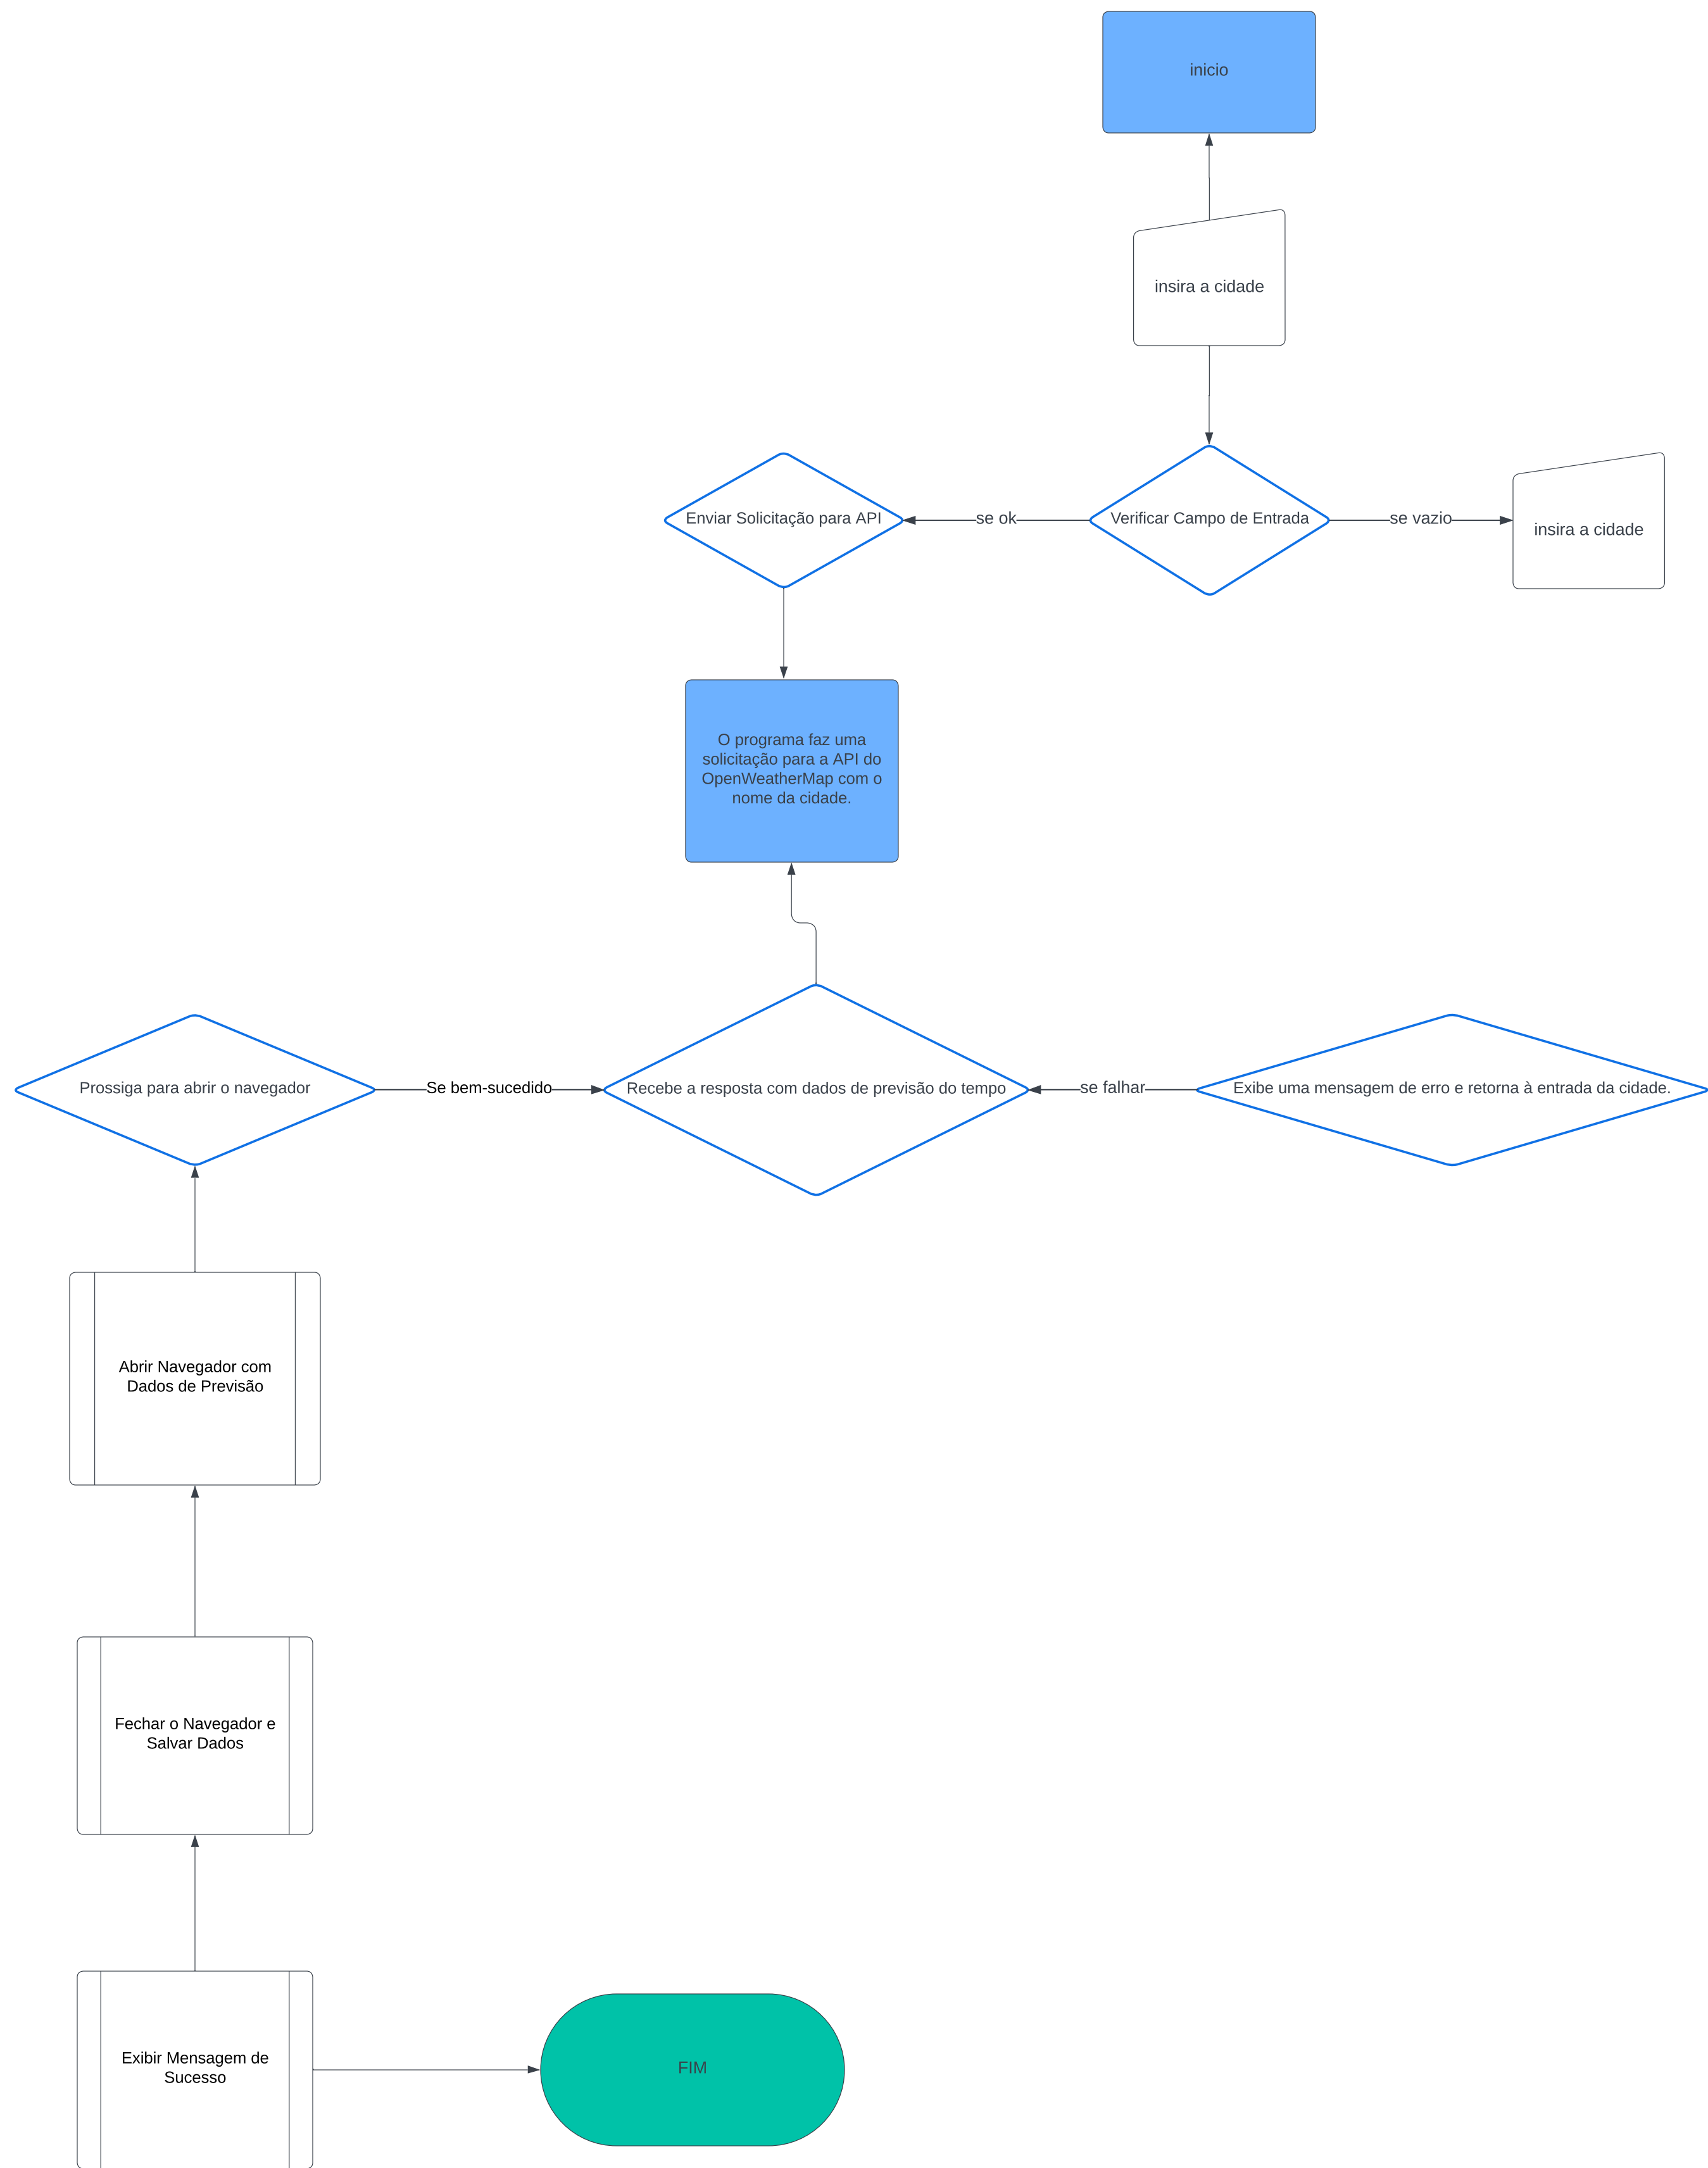 inicio
insira a cidade
Enviar Solicitação para API
se ok
Verificar Campo de Entrada
se vazio
insira a cidade
O programa faz uma
solicitação para a API do
OpenWeatherMap com o
nome da cidade.
Prossiga para abrir o navegador
Se bem-sucedido
Recebe a resposta com dados de previsão do tempo
se falhar
Exibe uma mensagem de erro e retorna à entrada da cidade.
Abrir Navegador com
Dados de Previsão
Fechar o Navegador e
Salvar Dados
Exibir Mensagem de
Sucesso
FIM